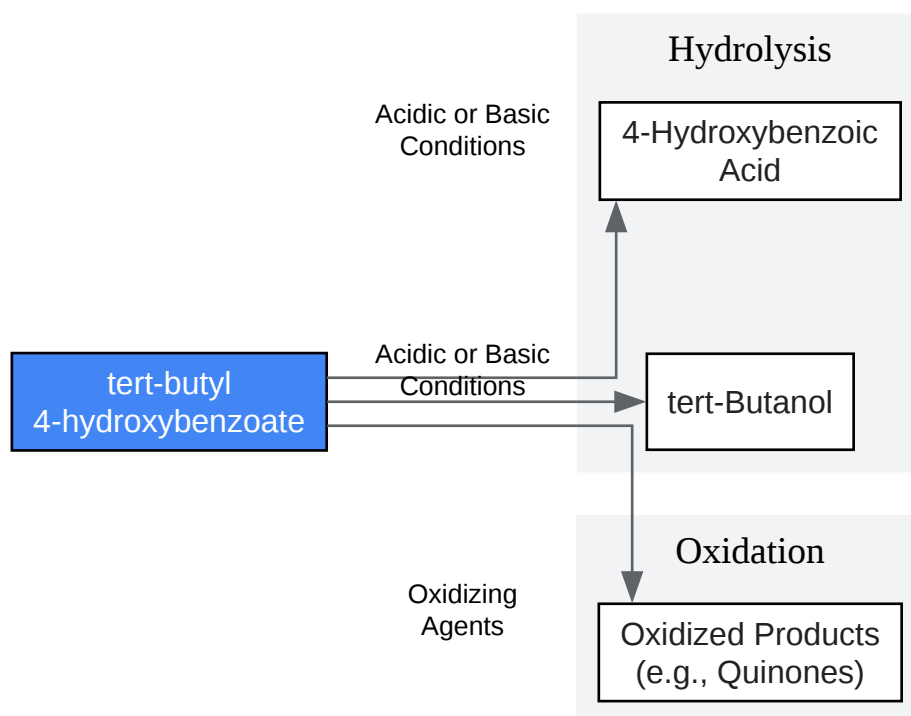 Hydrolysis
Acidic or Basic
Conditions
4-Hydroxybenzoic
Acid
tert-butyl
4-hydroxybenzoate
Acidic or Basic
Conditions
tert-Butanol
Oxidation
Oxidizing
Agents
Oxidized Products
(e.g., Quinones)